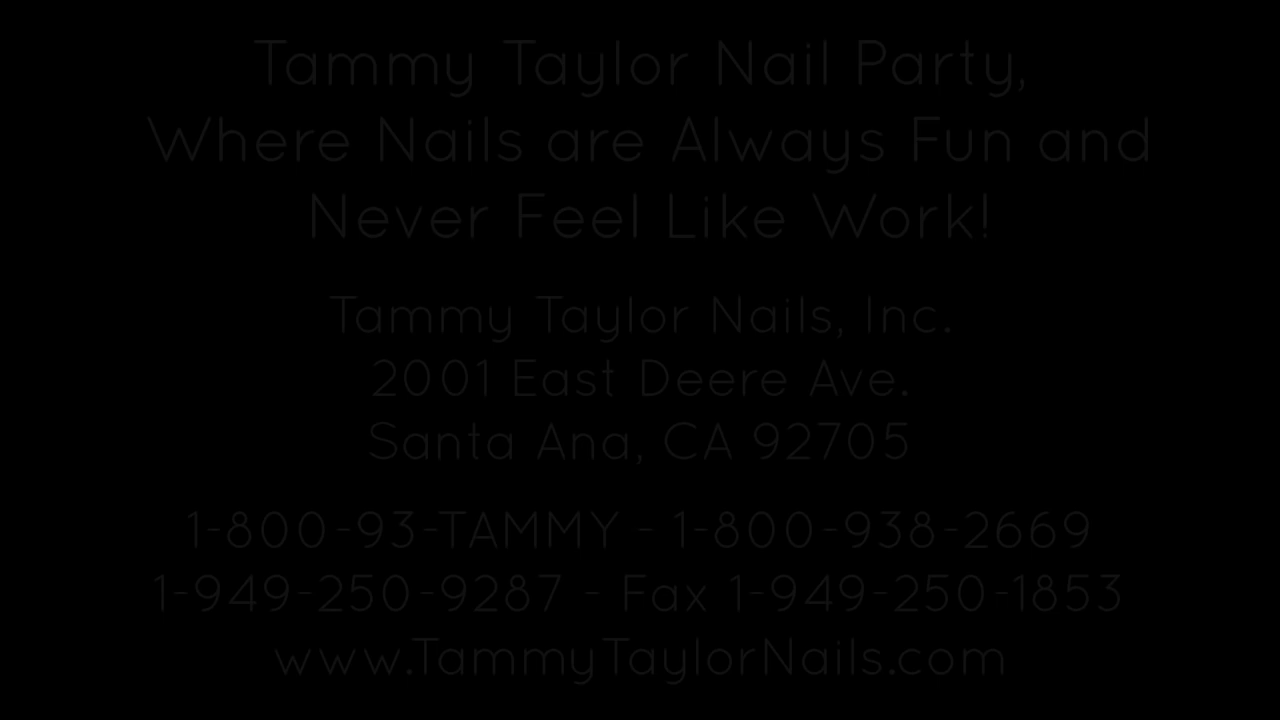 Tammy Taylor Nail Party,
Where Nails are Always Fun and
Never Feel Like Work!
Tammy Taylor Nails, Inc.
2001 East Deere Ave.
Santa Ana, CA 92705
1-800-93-TAMMY - 1-800-938-2669
1-949-250-9287 - Fax 1-949-250-1853
www.TammyTaylorNails.com